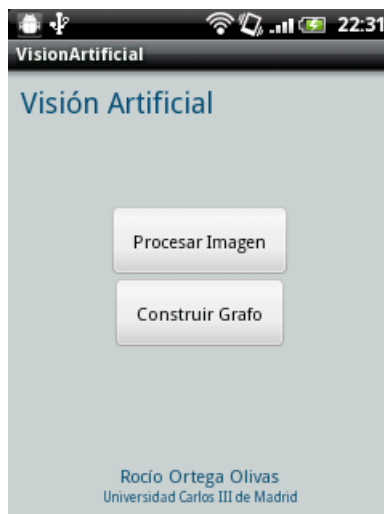 22:31
VisionArtificial
Visión Artificial
Procesar Imagen
Construir Grafo
Rocío Ortega Olivas
Universidad Carlos III de Madrid